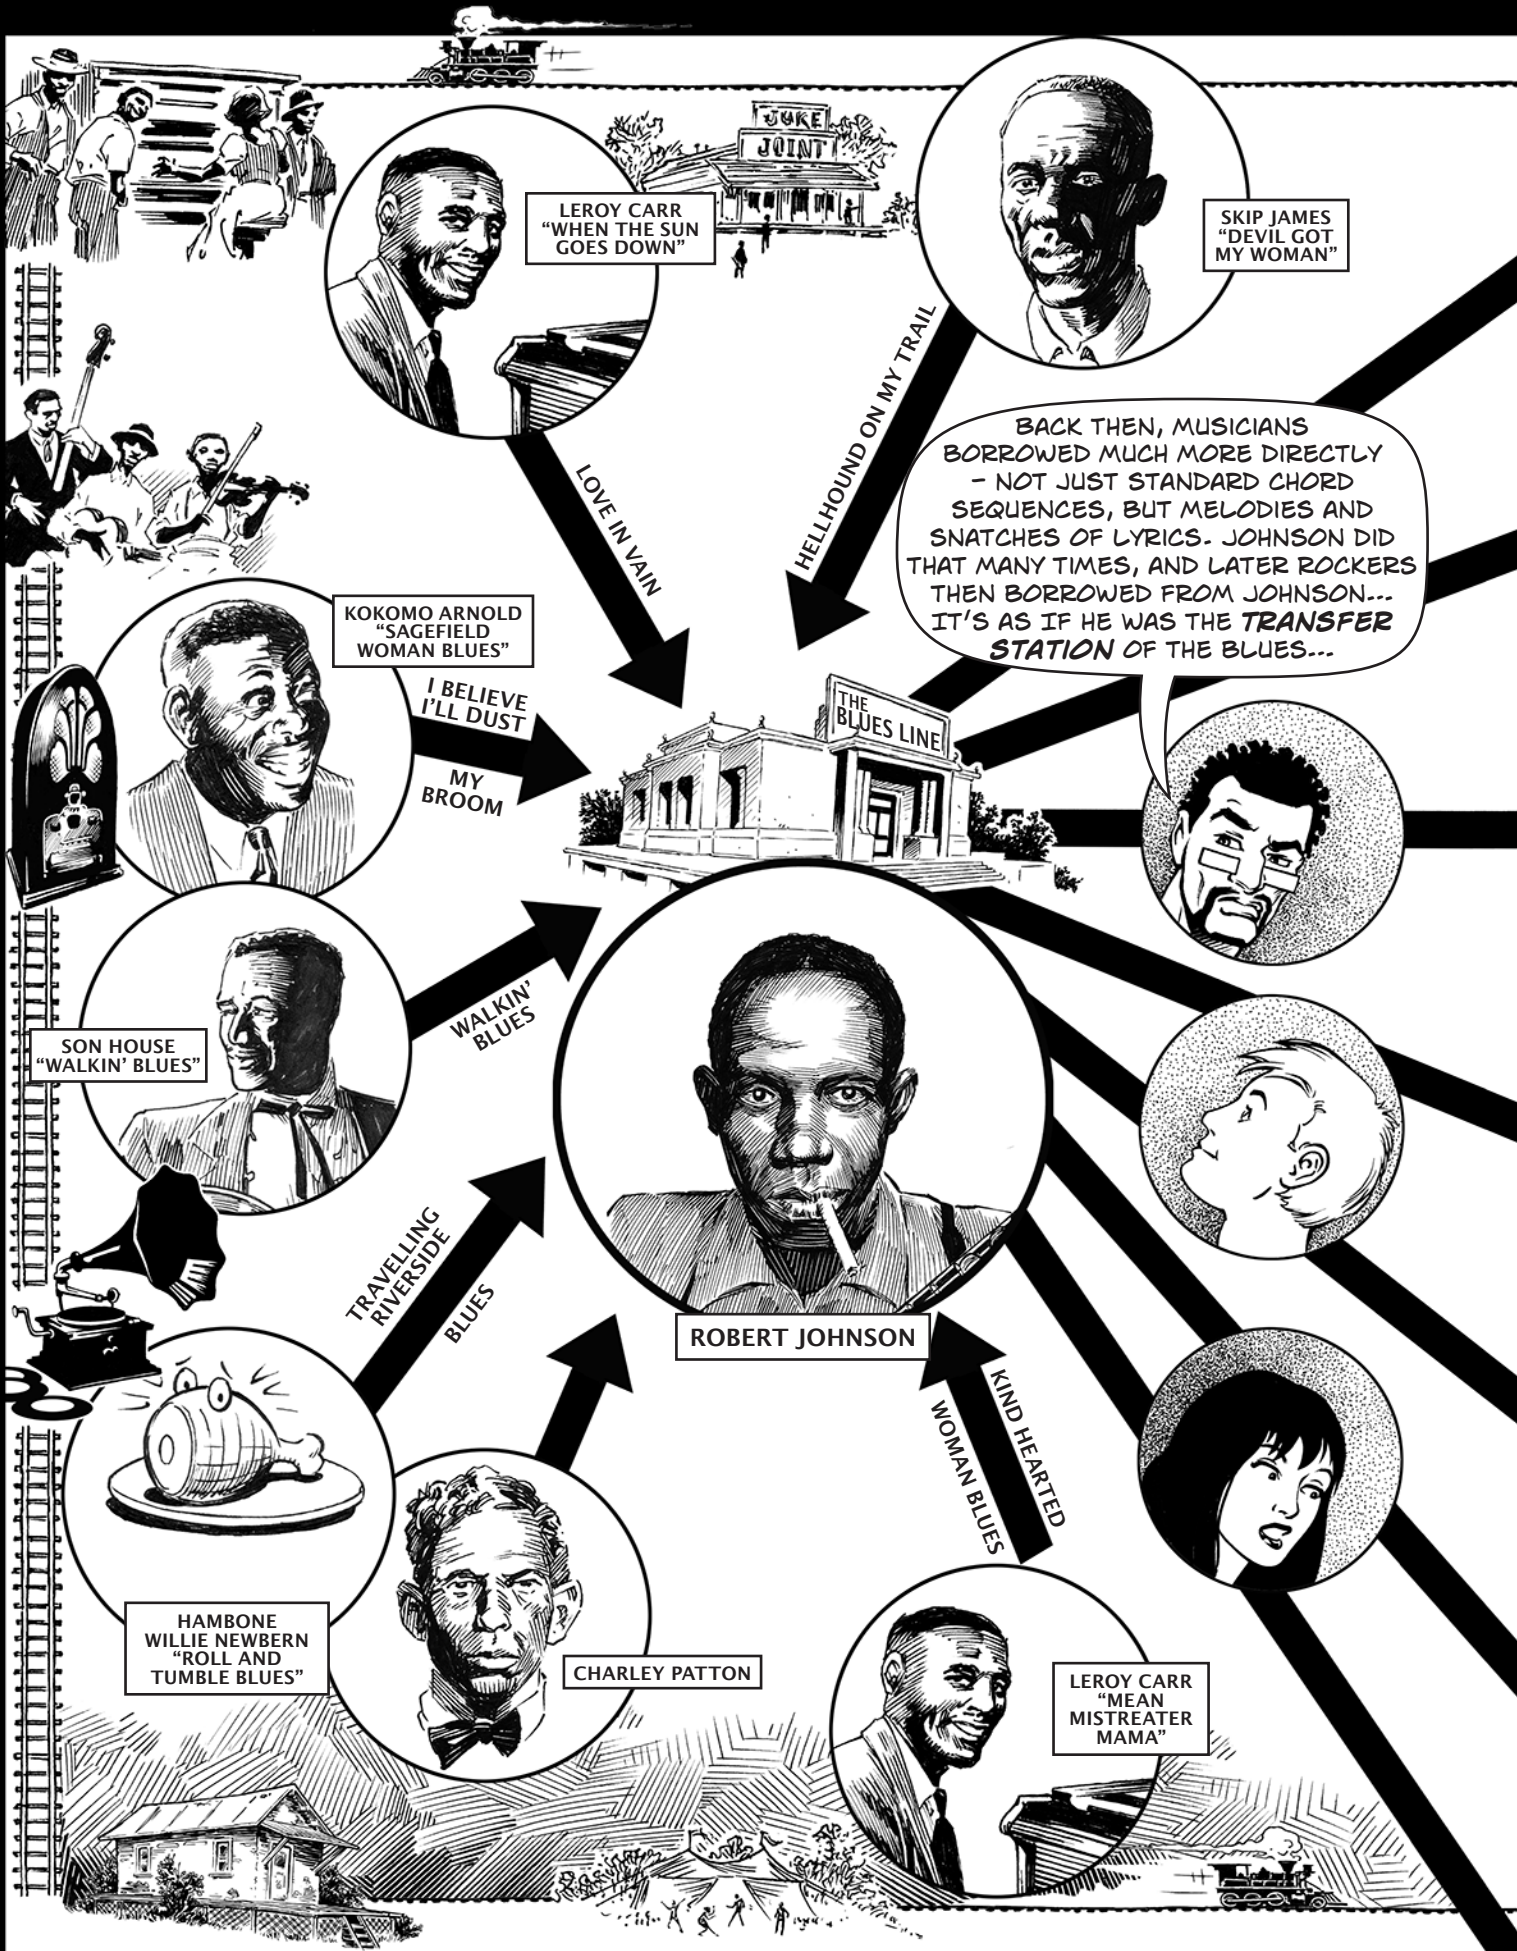 JUKE
JOINT
LEROY CARR
“WHEN THE SUN
GOES DOWN”
SKIP JAMES
“DEVIL GOT
MY WOMAN”
LOVE IN VAIN
HELLHOUND ON MY TRAIL
BACK THEN, MUSICIANS
BORROWED MUCH MORE DIRECTLY
– NOT JUST STANDARD CHORD
SEQUENCES, BUT MELODIES AND
SNATCHES OF LYRICS. JOHNSON DID
THAT MANY TIMES, AND LATER ROCKERS
THEN BORROWED FROM JOHNSON...
IT'S AS IF HE WAS THE TRANSFER
STATION OF THE BLUES...
KOKOMO ARNOLD
“SAGEFIELD
WOMAN BLUES”
I BELIEVE
I’LL DUST
MY
BROOM
THE
BLUES LINE
SON HOUSE
“WALKIN’ BLUES”
WALKIN’
BLUES
TRAVELLING
RIVERSIDE
BLUES
ROBERT JOHNSON
KIND HEARTED
WOMAN BLUES
HAMBONE
WILLIE NEWBERN
“ROLL AND
TUMBLE BLUES”
CHARLEY PATTON
LEROY CARR
“MEAN
MISTREATER
MAMA”